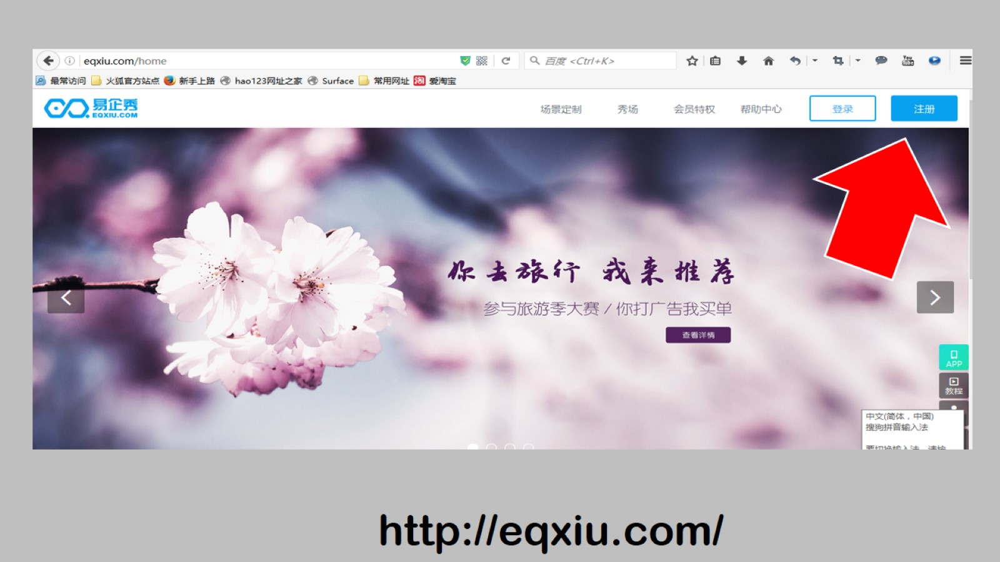 eqxiu.com/home
百度 <Ctrl+K>
You
Tube
最常访问 火狐官方站点 新手上路 hao123网址之家 Surface 常用网址 淘 爱淘宝
易企秀
EQXIU.COM
场景定制 秀场 会员特权 帮助中心 登录 注册
你去旅行 我来推荐
参与旅游季大赛 / 你打广告我买单
查看详情
APP
教程
中文(简体，中国)
搜狗拼音输入法
http://eqxiu.com/